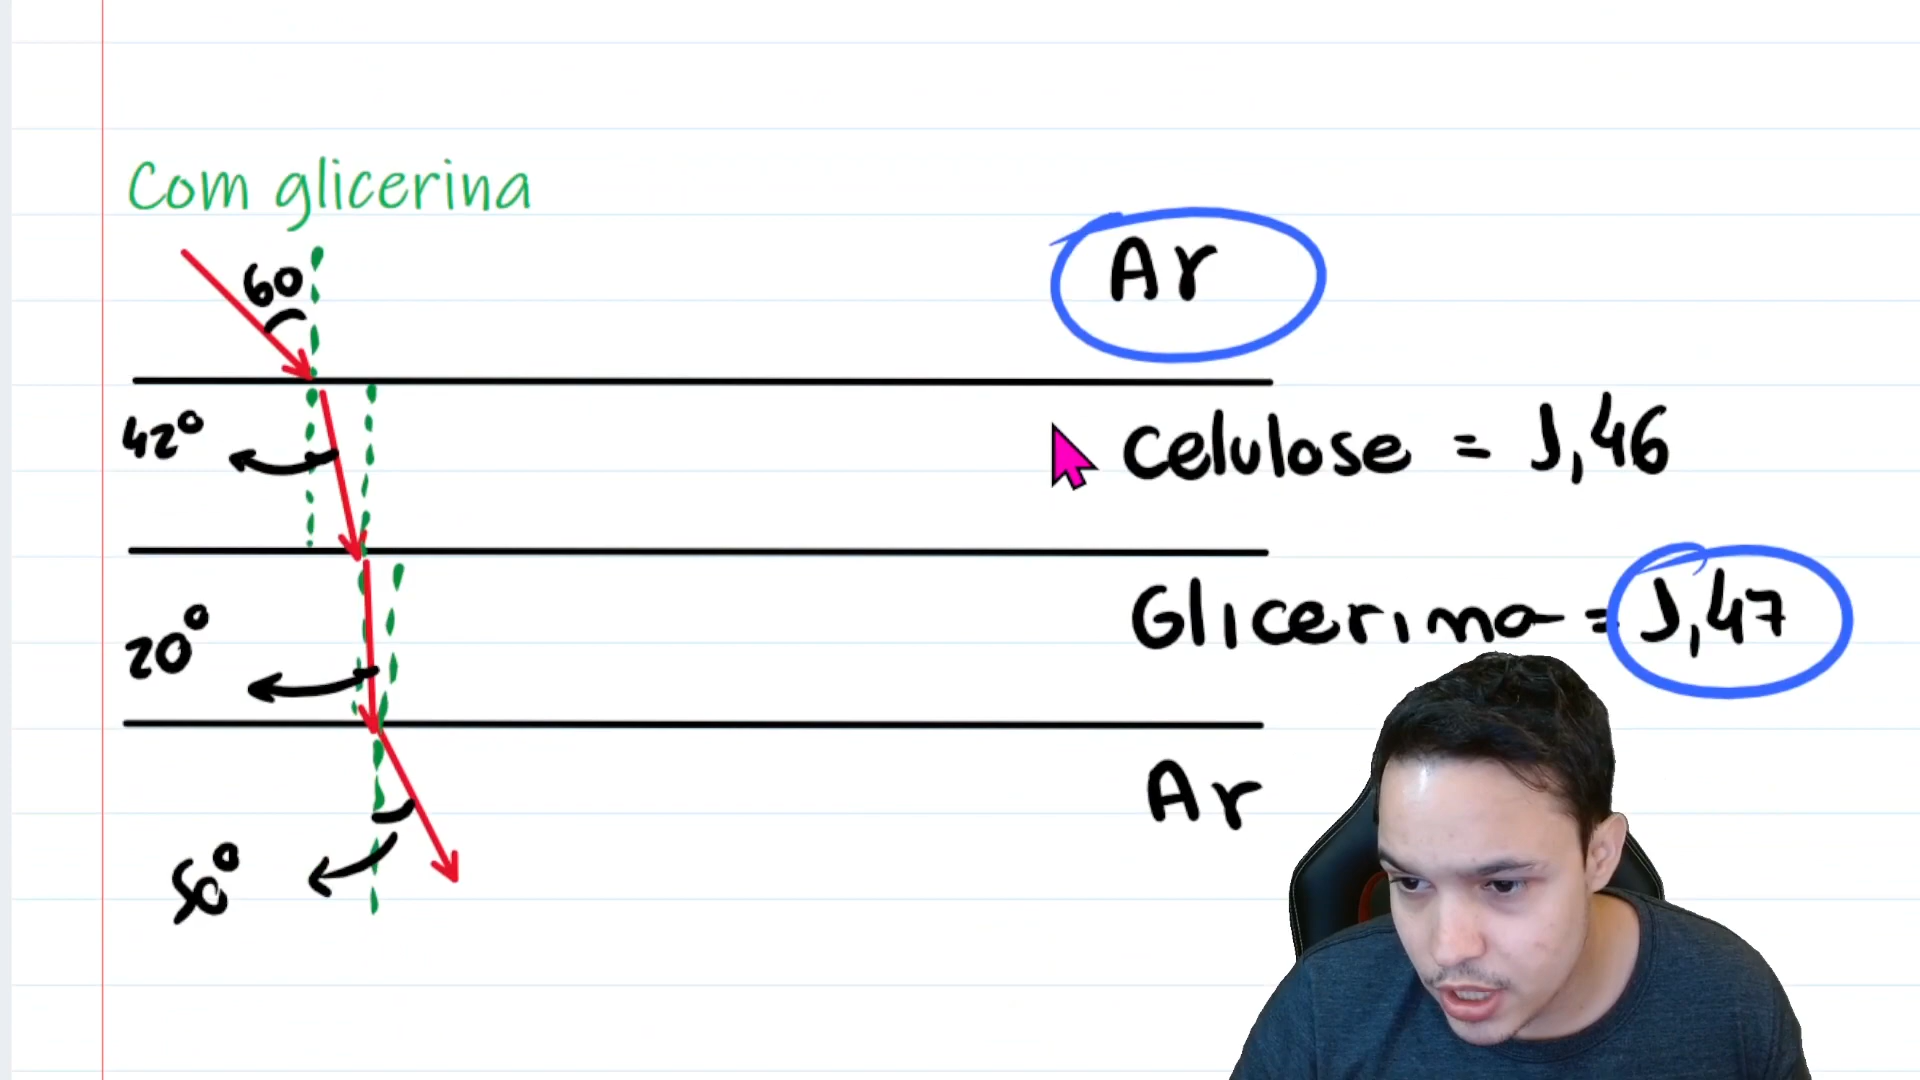 Com glicerina
60
Ar
42°
Celulose = 1,46
20°
Glicerina = 1,47
Ar
50°